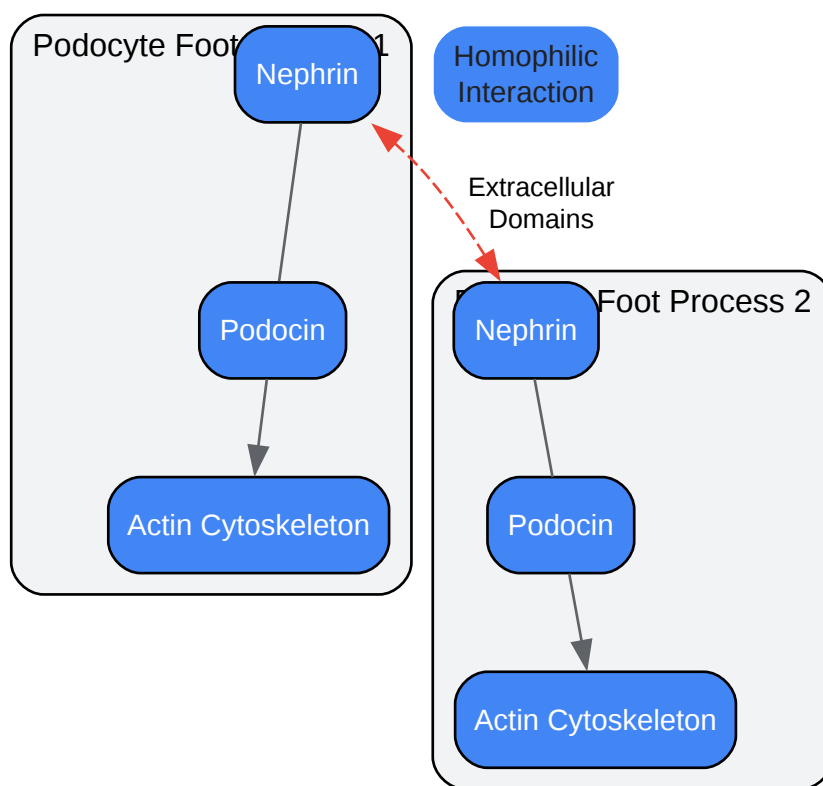 Podocyte Foot 1
Nephrin
Homophilic
Interaction
Extracellular
Domains
Foot Process 2
Nephrin
Podocin
Podocin
Actin Cytoskeleton
Actin Cytoskeleton